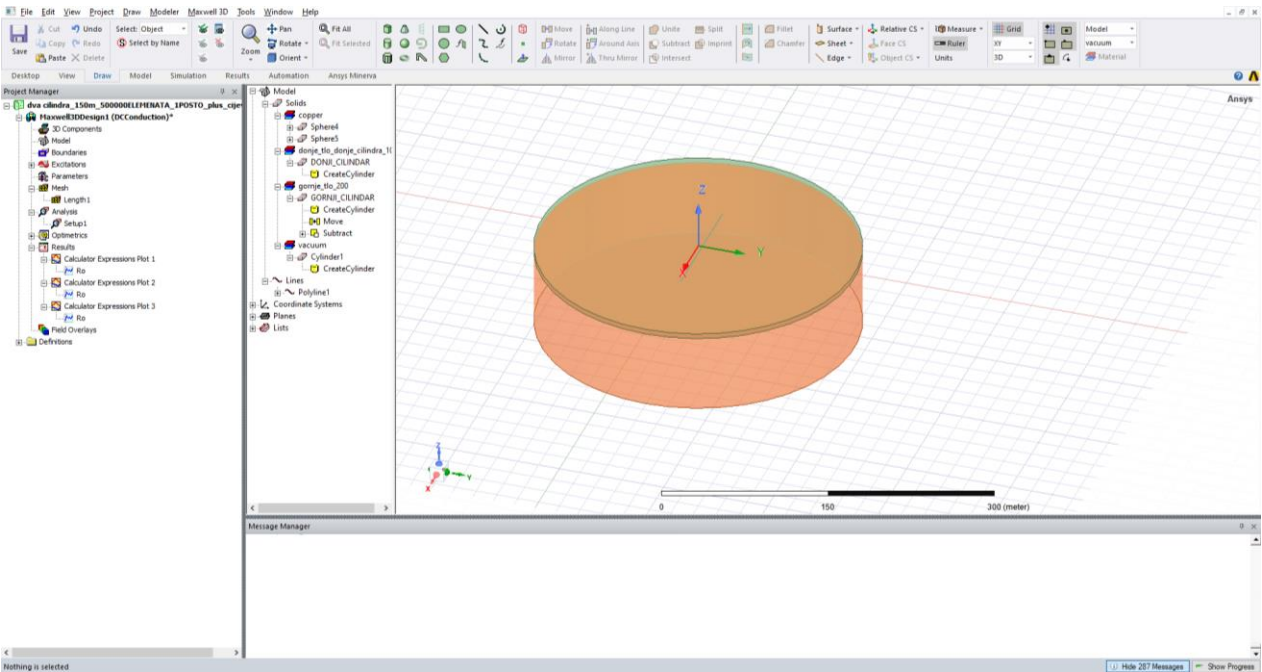 File Edit View Project Draw Modeler Maxwell 3D Tools Window Help
Save
Cut Undo Select: Object
Copy Redo Select by Name
Paste Delete
Zoom
Pan
Rotate
Orient
Fit All
Fit Selected
Move Along Line Unite Split Fillet
Rotate Around Axis Subtract Imprint Chamfer
Mirror Thru Mirror Intersect
Surface Relative CS Measure Grid
Sheet Face CS Ruler XY
Edge Object CS Units 3D
Model
vacuum
Material
Desktop View Draw Model Simulation Results Automation Ansys Minerva
Project Manager
dva cilindra_150m_500000ELEMENATA_1POSTO_plus_cije
Maxwell3DDesign1 (DCConduction)*
3D Components
Model
Boundaries
Excitations
Parameters
Mesh
Length1
Analysis
Setup1
Optimetrics
Results
Calculator Expressions Plot 1
Ro
Calculator Expressions Plot 2
Ro
Calculator Expressions Plot 3
Ro
Field Overlays
Definitions
Model
Solids
copper
Sphere4
Sphere5
donje_tlo_donje_cilindra_10
DONJI_CILINDAR
CreateCylinder
gornje_tlo_200
GORNJI_CILINDAR
CreateCylinder
Move
Subtract
vacuum
Cylinder1
CreateCylinder
Lines
Polyline1
Coordinate Systems
Planes
Lists
Ansys
Z
Y
X
Z
Y
X
0 150 300 (meter)
Message Manager
Nothing is selected
Hide 287 Messages Show Progress